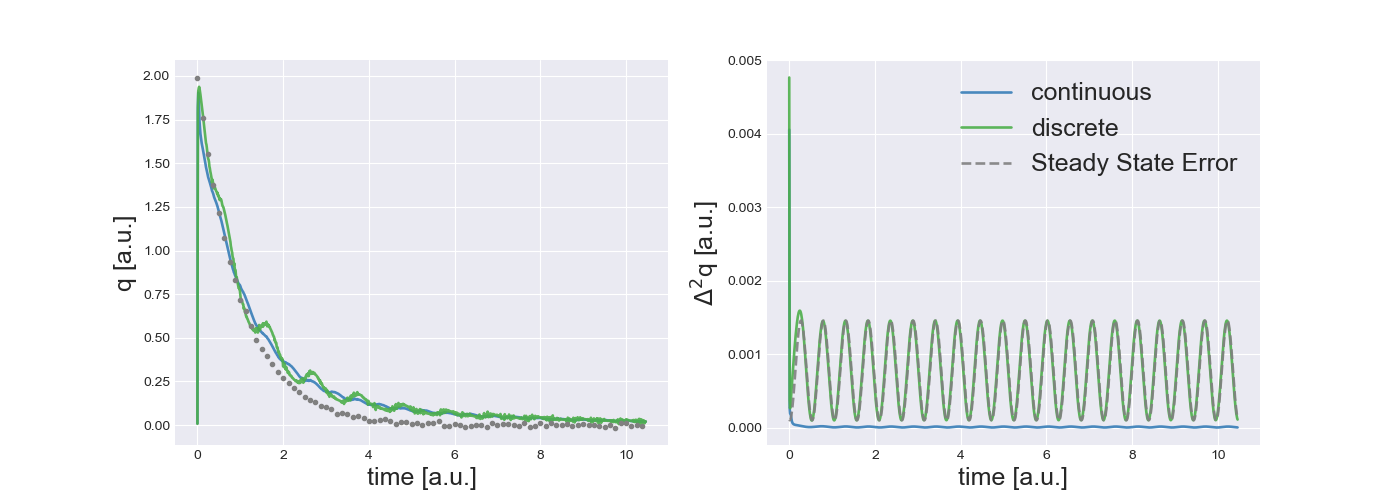 2.00
1.75
1.50
1.25
1.00
0.75
0.50
0.25
0.00
q [a.u.]
0 2 4 6 8 10
time [a.u.]
0.005
0.004
0.003
0.002
0.001
0.000
Δ²q [a.u.]
continuous
discrete
Steady State Error
0 2 4 6 8 10
time [a.u.]